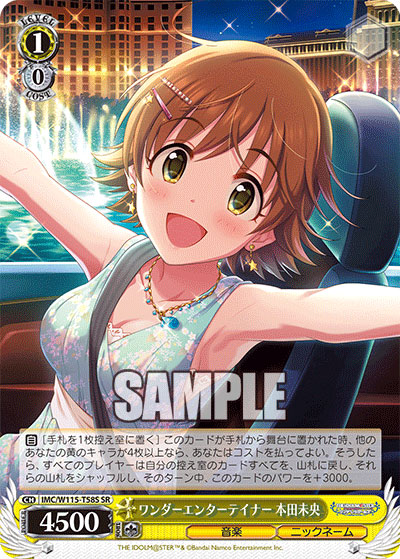 LEVEL
1
0
COST
SAMPLE
自 [手札を1枚控え室に置く] このカードが手札から舞台に置かれた時、他の
あなたの黄のキャラが4枚以上なら、あなたはコストを払ってよい。そうした
ら、すべてのプレイヤーは自分の控え室のカードすべてを、山札に戻し、それ
らの山札をシャッフルし、そのターン中、このカードのパワーを+3000。
CH IMC/W115-T58S SR
ワンダーエンターテイナー 本田未央
4500
音楽
ニックネーム
THE IDOLM@STER™& ©Bandai Namco Entertainment Inc.